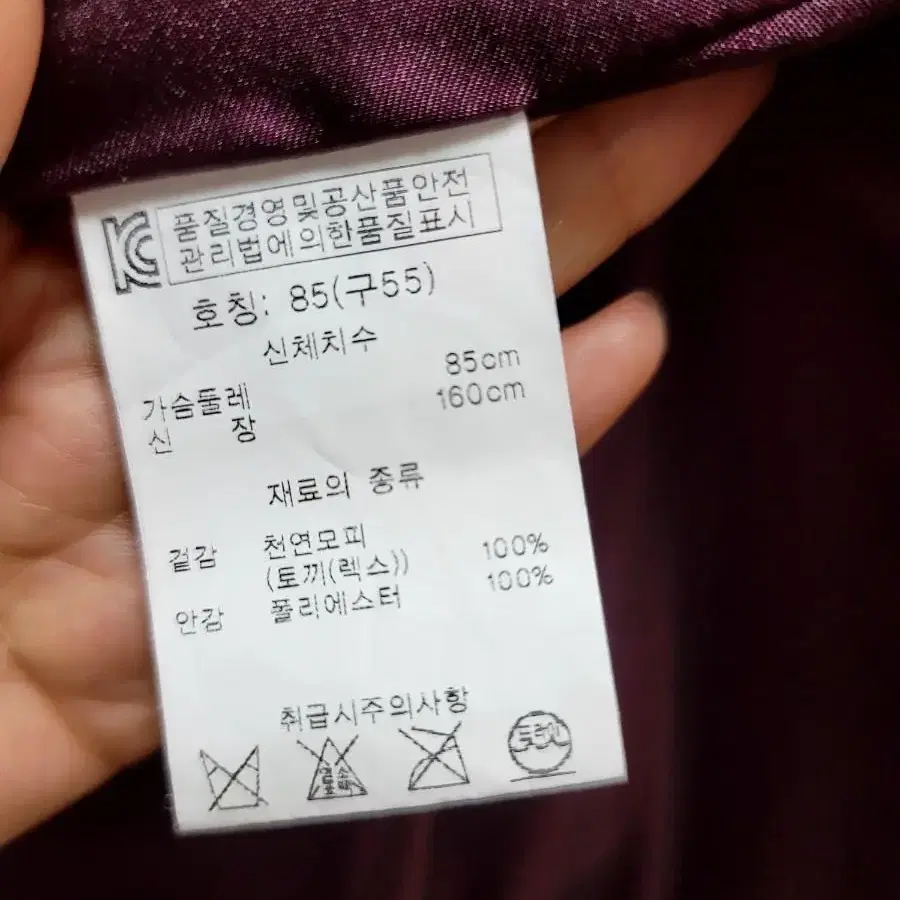 품질경영및공산품안전
관리법에의한품질표시
호칭: 85(구55)
신체치수
가슴둘레 85cm
신 장 160cm
재료의 종류
겉감 천연모피 100%
(토끼(렉스))
안감 폴리에스터 100%
취급시주의사항